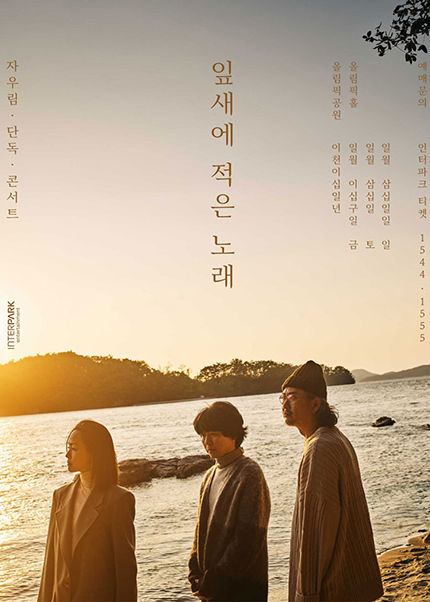 자우림·단독·콘서트
INTERPARK
entertainment
잎새에 적은 노래
올림픽공원
올림픽홀
이천이십일년
일월 이십구일 금
일월 삼십일 토
일월 삼십일일 일
예매문의 인터파크 티켓 1544·1555